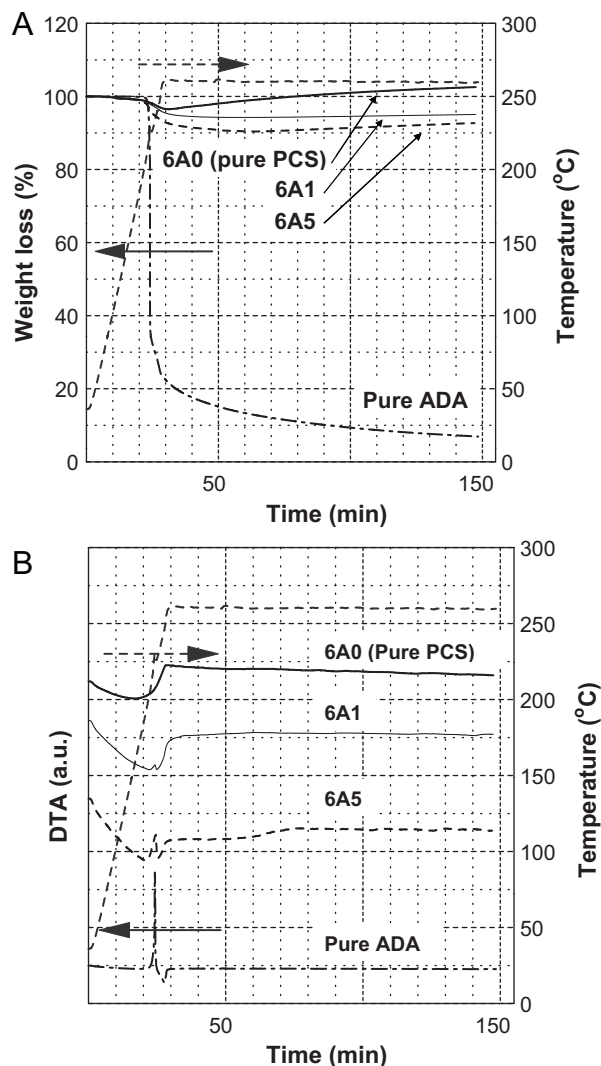 A
120
100
80
60
40
20
0
Weight loss (%)
300
250
200
150
100
50
0
Temperature (°C)
6A0 (pure PCS)
6A1
6A5
Pure ADA
50
150
Time (min)
B
300
250
200
150
100
50
0
DTA (a.u.)
Temperature (°C)
6A0 (Pure PCS)
6A1
6A5
Pure ADA
50
150
Time (min)